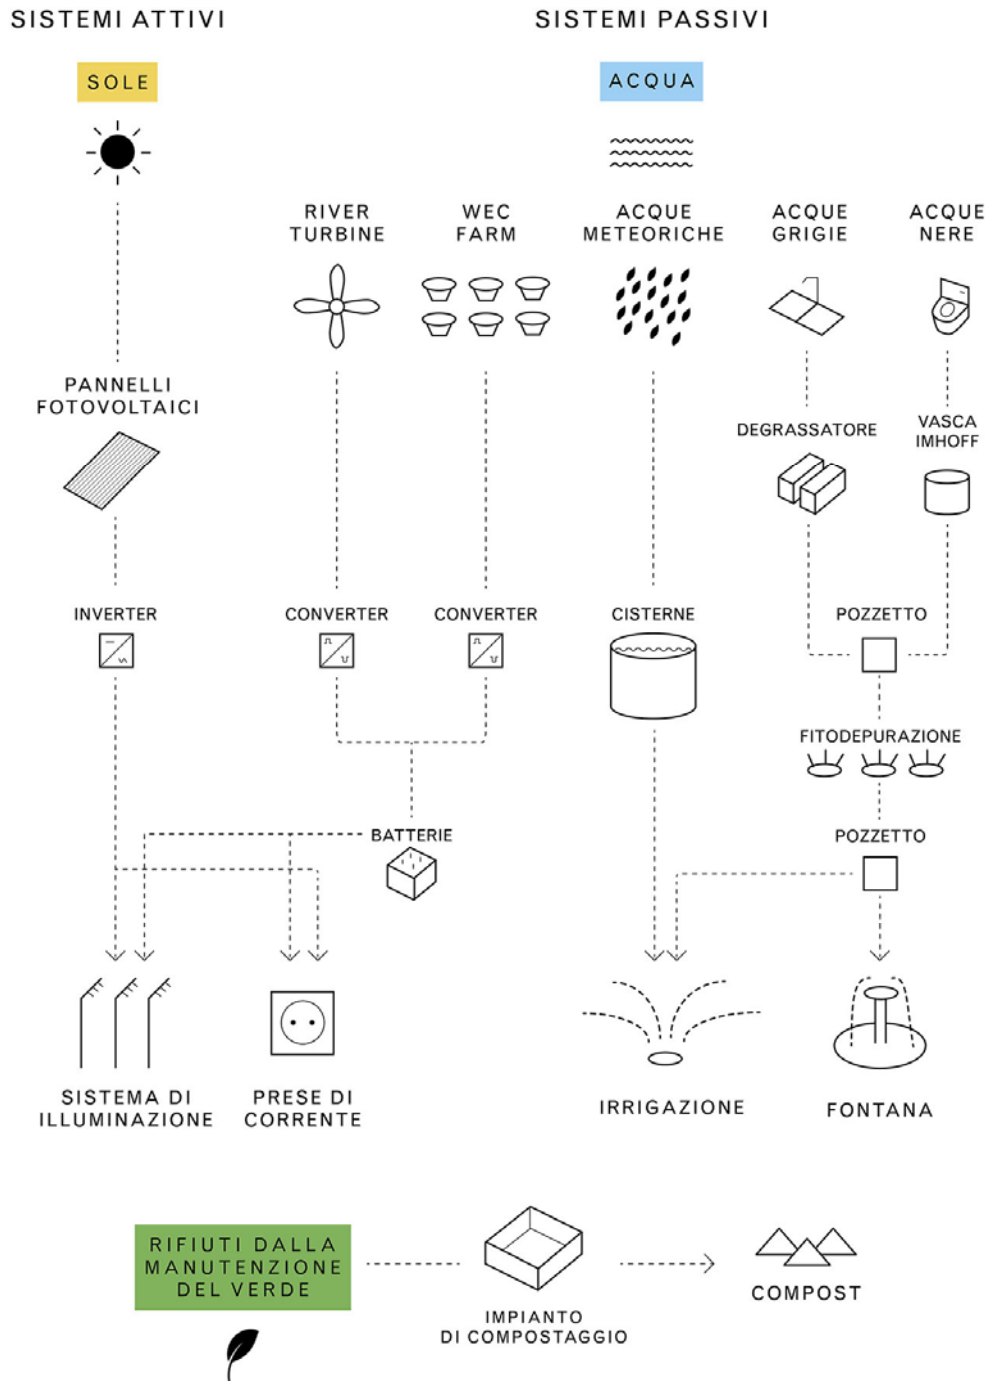 SISTEMI ATTIVI
SISTEMI PASSIVI
SOLE
ACQUA
RIVER
TURBINE
WEC
FARM
ACQUE
METEORICHE
ACQUE
GRIGIE
ACQUE
NERE
PANNELLI
FOTOVOLTAICI
DEGRASSATORE
VASCA
IMHOFF
INVERTER
CONVERTER
CONVERTER
CISTERNE
POZZETTO
FITODEPURAZIONE
BATTERIE
POZZETTO
SISTEMA DI
ILLUMINAZIONE
PRESE DI
CORRENTE
IRRIGAZIONE
FONTANA
RIFIUTI DALLA
MANUTENZIONE
DEL VERDE
IMPIANTO
DI COMPOSTAGGIO
COMPOST